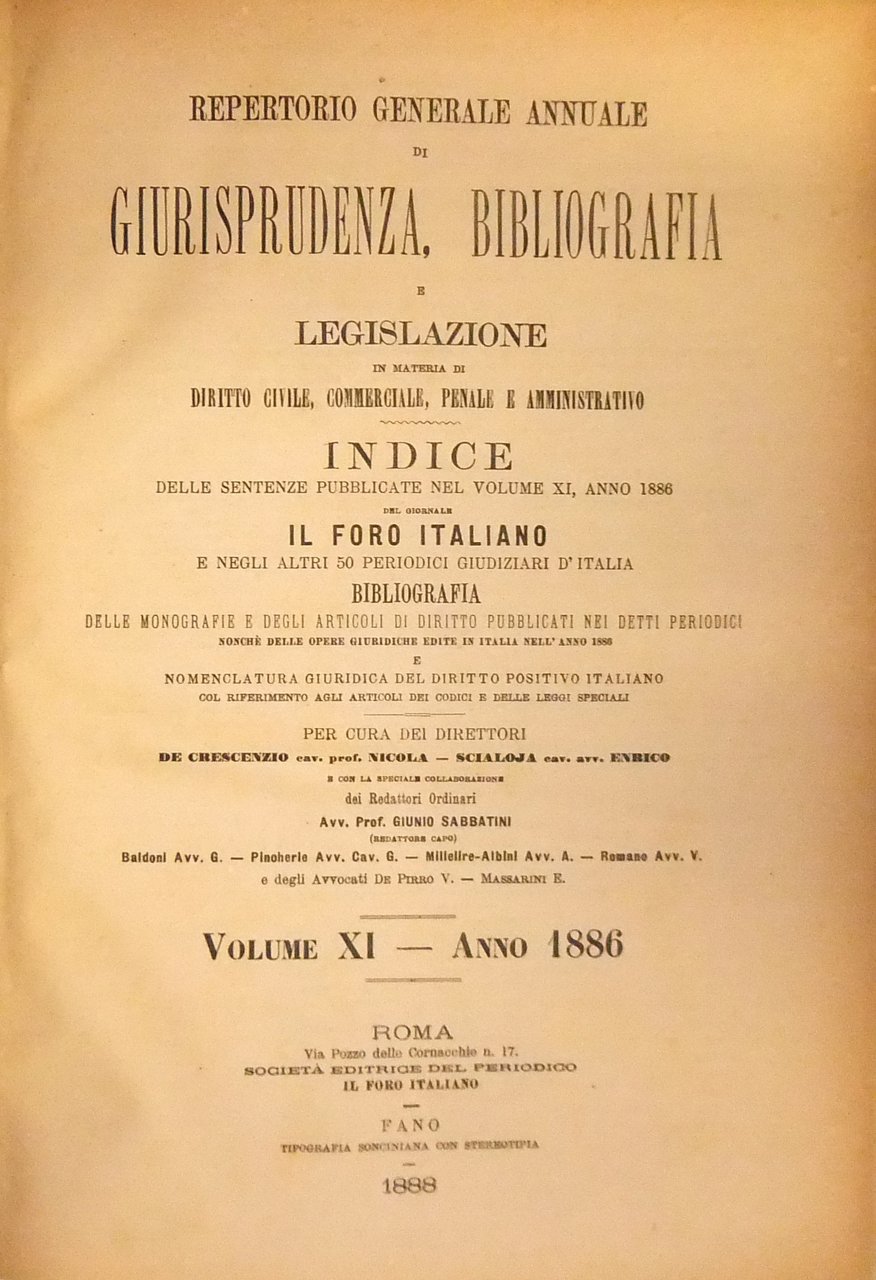 REPERTORIO GENERALE ANNUALE
DI
GIURISPRUDENZA, BIBLIOGRAFIA
E
LEGISLAZIONE
IN MATERIA DI
DIRITTO CIVILE, COMMERCIALE, PENALE E AMMINISTRATIVO
INDICE
DELLE SENTENZE PUBBLICATE NEL VOLUME XI, ANNO 1886
DEL GIORNALE
IL FORO ITALIANO
E NEGLI ALTRI 50 PERIODICI GIUDIZIARI D'ITALIA
BIBLIOGRAFIA
DELLE MONOGRAFIE E DEGLI ARTICOLI DI DIRITTO PUBBLICATI NEI DETTI PERIODICI
NONCHÈ DELLE OPERE GIURIDICHE EDITE IN ITALIA NELL'ANNO 1886
E
NOMENCLATURA GIURIDICA DEL DIRITTO POSITIVO ITALIANO
COL RIFERIMENTO AGLI ARTICOLI DEI CODICI E DELLE LEGGI SPECIALI
PER CURA DEI DIRETTORI
DE CRESCENZIO cav. prof. NICOLA — SCIALOJA cav. avv. ENRICO
E CON LA SPECIALE COLLABORAZIONE
dei Redattori Ordinari
Avv. Prof. GIUNIO SABBATINI
(REDATTORE CAPO)
Baldoni Avv. G. — Pincherle Avv. Cav. G. — Millelire-Albini Avv. A. — Romano Avv. V.
e degli Avvocati DE PIRRO V. — MASSARINI E.
VOLUME XI — ANNO 1886
ROMA
Via Pozzo delle Cornacchie n. 17.
SOCIETÀ EDITRICE DEL PERIODICO
IL FORO ITALIANO
FANO
TIPOGRAFIA SONCINIANA CON STEREOTIPIA
1888